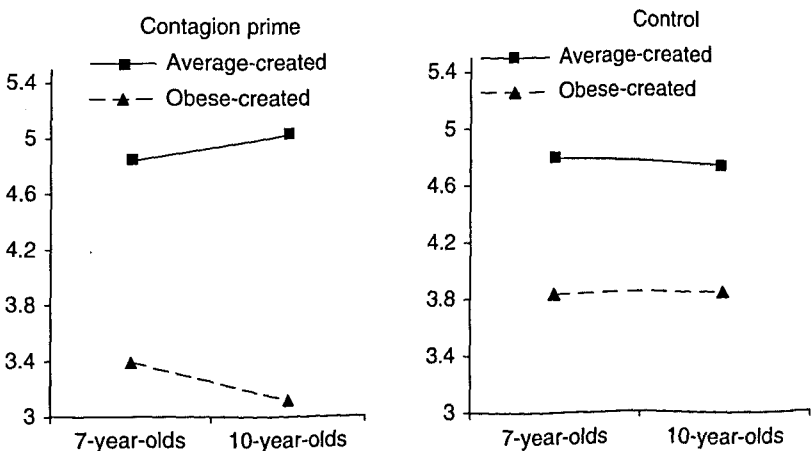 Contagion prime
Average-created
Obese-created
5.4
5
4.6
4.2
3.8
3.4
3
7-year-olds 10-year-olds
Control
Average-created
Obese-created
5.4
5
4.6
4.2
3.8
3.4
3
7-year-olds 10-year-olds